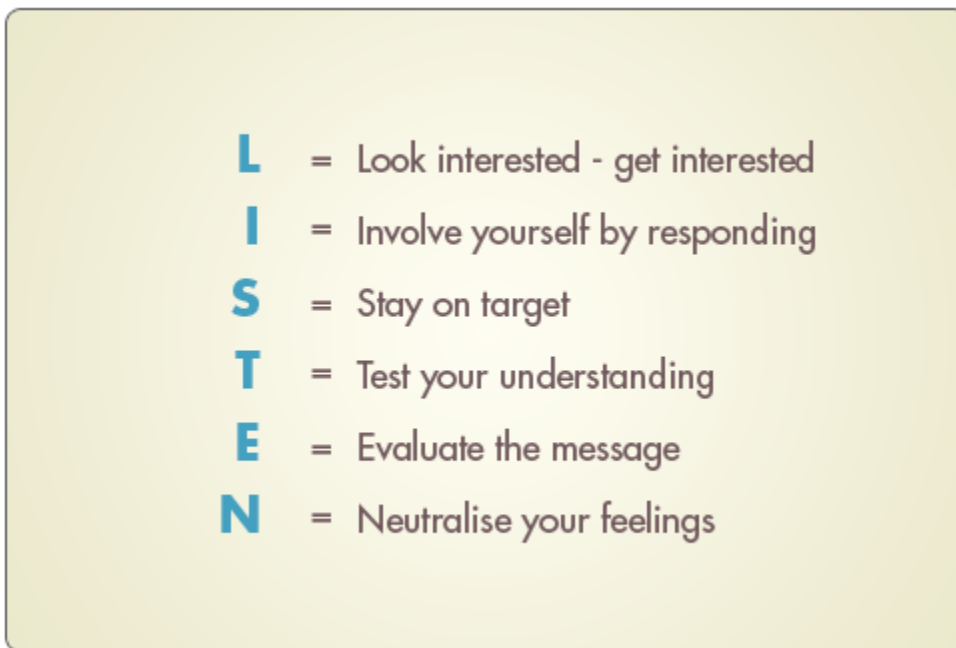 L = Look interested - get interested
I = Involve yourself by responding
S = Stay on target
T = Test your understanding
E = Evaluate the message
N = Neutralise your feelings